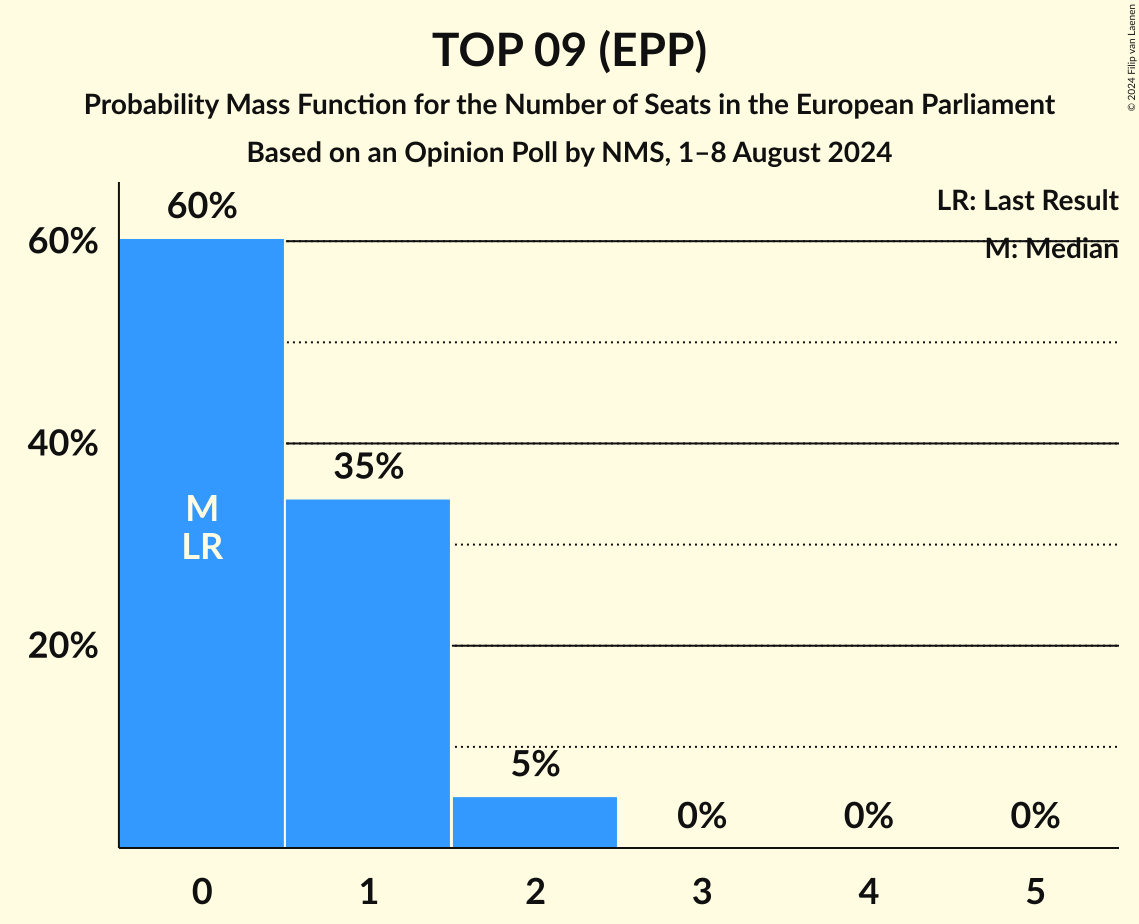 TOP 09 (EPP)
Probability Mass Function for the Number of Seats in the European Parliament
Based on an Opinion Poll by NMS, 1–8 August 2024
© 2024 Filip van Laenen
LR: Last Result
M: Median
60%
40%
20%
60%
35%
5%
0%
0%
0%
M
LR
0
1
2
3
4
5